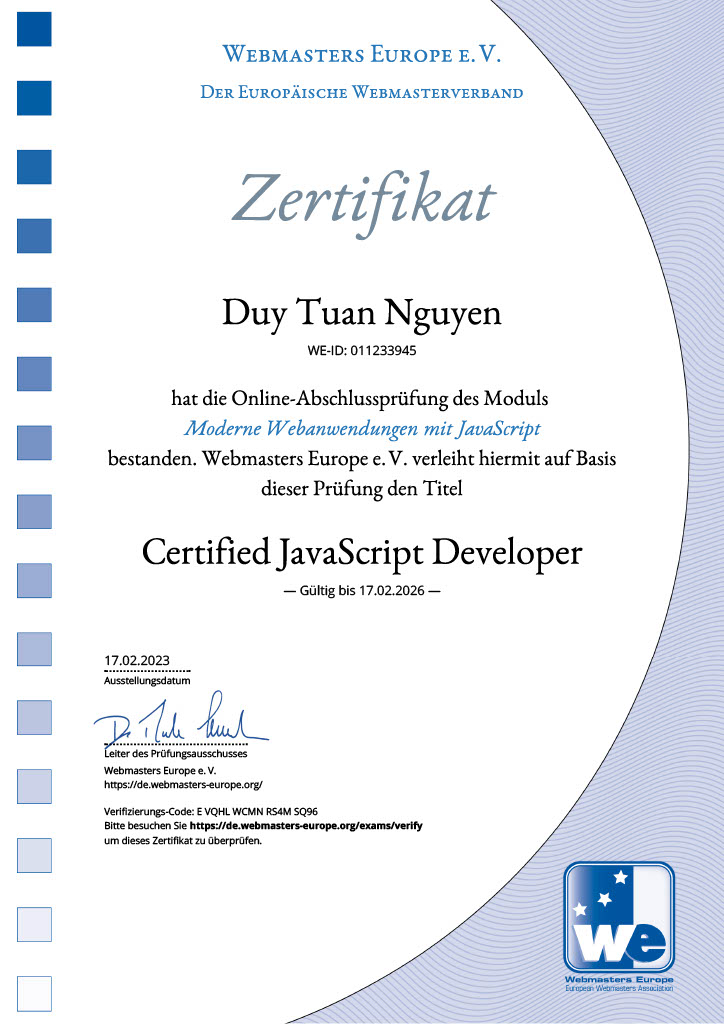 Webmasters Europe e. V.
Der Europäische Webmasterverband
Zertifikat
Duy Tuan Nguyen
WE-ID: 011233945
hat die Online-Abschlussprüfung des Moduls
Moderne Webanwendungen mit JavaScript
bestanden. Webmasters Europe e. V. verleiht hiermit auf Basis
dieser Prüfung den Titel
Certified JavaScript Developer
— Gültig bis 17.02.2026 —
17.02.2023
Ausstellungsdatum
Leiter des Prüfungsausschusses
Webmasters Europe e. V.
https://de.webmasters-europe.org/
Verifizierungs-Code: E VQHL WCMN RS4M SQ96
Bitte besuchen Sie https://de.webmasters-europe.org/exams/verify
um dieses Zertifikat zu überprüfen.
we
Webmasters Europe
European Webmasters Association